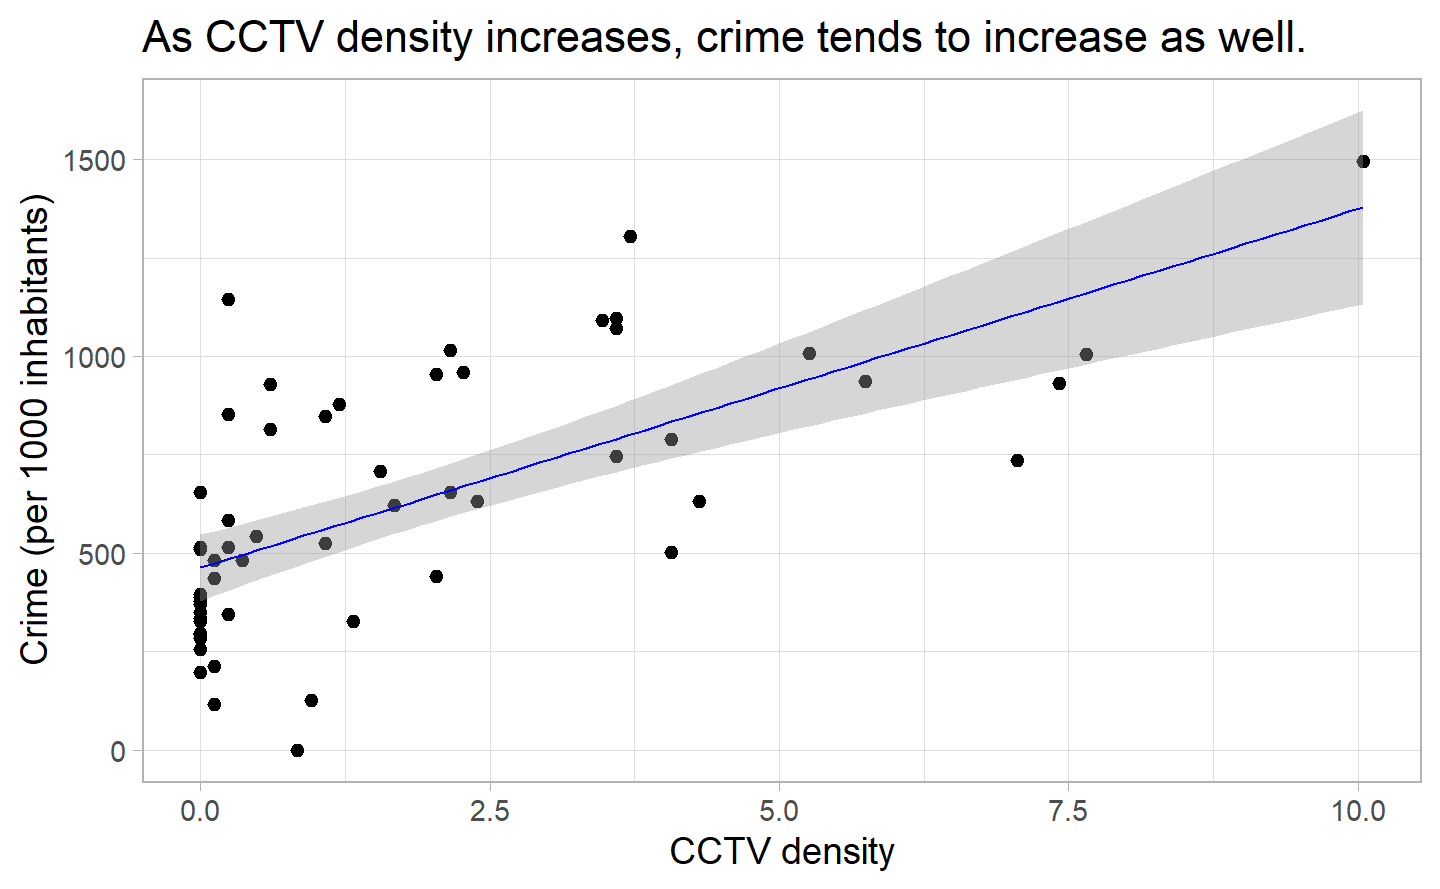 As CCTV density increases, crime tends to increase as well.
Crime (per 1000 inhabitants)
1500
1000
500
0
0.0 2.5 5.0 7.5 10.0
CCTV density